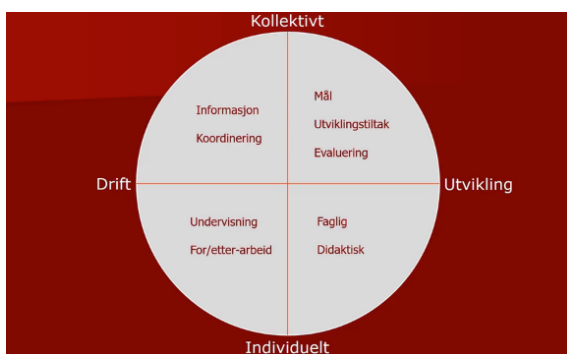 Kollektivt
Informasjon
Koordinering
Mål
Utviklingstiltak
Evaluering
Drift
Utvikling
Undervisning
For/etter-arbeid
Faglig
Didaktisk
Individuelt